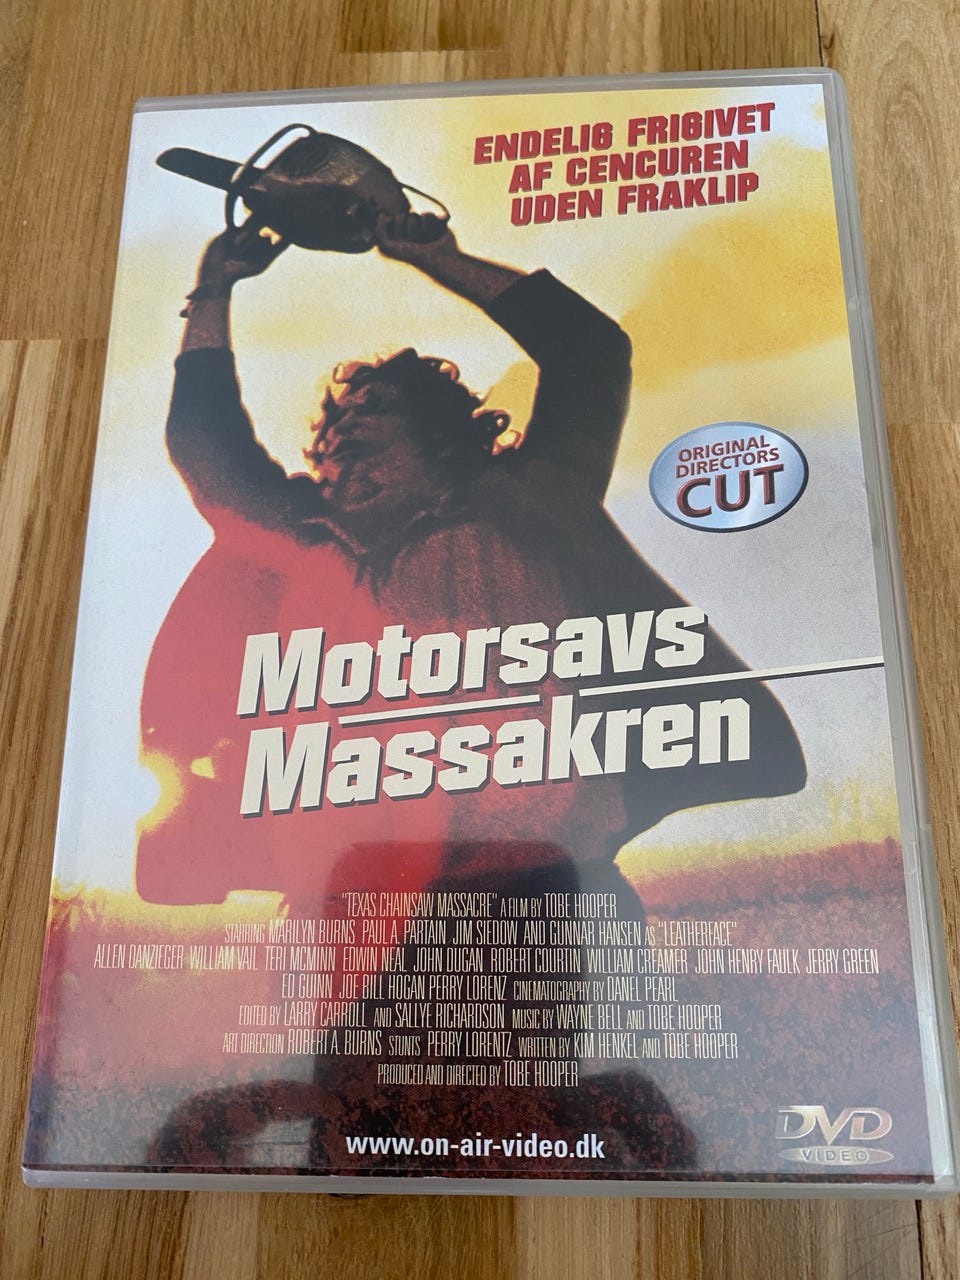 ENDELIG FRIGIVET
AF CENCUREN
UDEN FRAKLIP
ORIGINAL
DIRECTORS
CUT
Motorsavs
Massakren
"TEXAS CHAINSAW MASSACRE" A FILM BY TOBE HOOPER
STARRING MARILYN BURNS PAUL A. PARTAIN JIM SIEDOW AND GUNNAR HANSEN AS "LEATHERFACE"
ALLEN DANZIEGER WILLIAM VAIL TERI MCMINN EDWIN NEAL JOHN DUGAN ROBERT COURTIN WILLIAM CREAMER JOHN HENRY FAULK JERRY GREEN
ED GUINN JOE BILL HOGAN PERRY LORENZ CINEMATOGRAPHY BY DANEL PEARL
EDITED BY LARRY CARROLL AND SALLYE RICHARDSON MUSIC BY WAYNE BELL AND TOBE HOOPER
ART DIRECTION ROBERT A. BURNS STUNTS PERRY LORENTZ WRITTEN BY KIM HENKEL AND TOBE HOOPER
PRODUCED AND DIRECTED BY TOBE HOOPER
www.on-air-video.dk
DVD
VIDEO